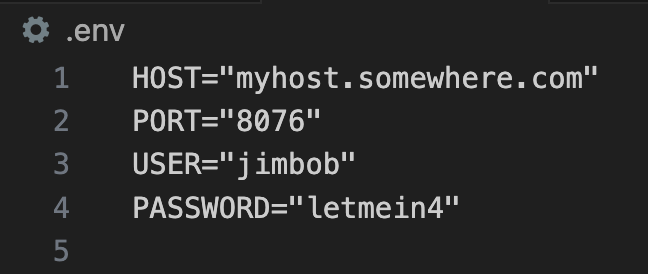 .env
1 HOST="myhost.somewhere.com"
2 PORT="8076"
3 USER="jimbob"
4 PASSWORD="letmein4"
5